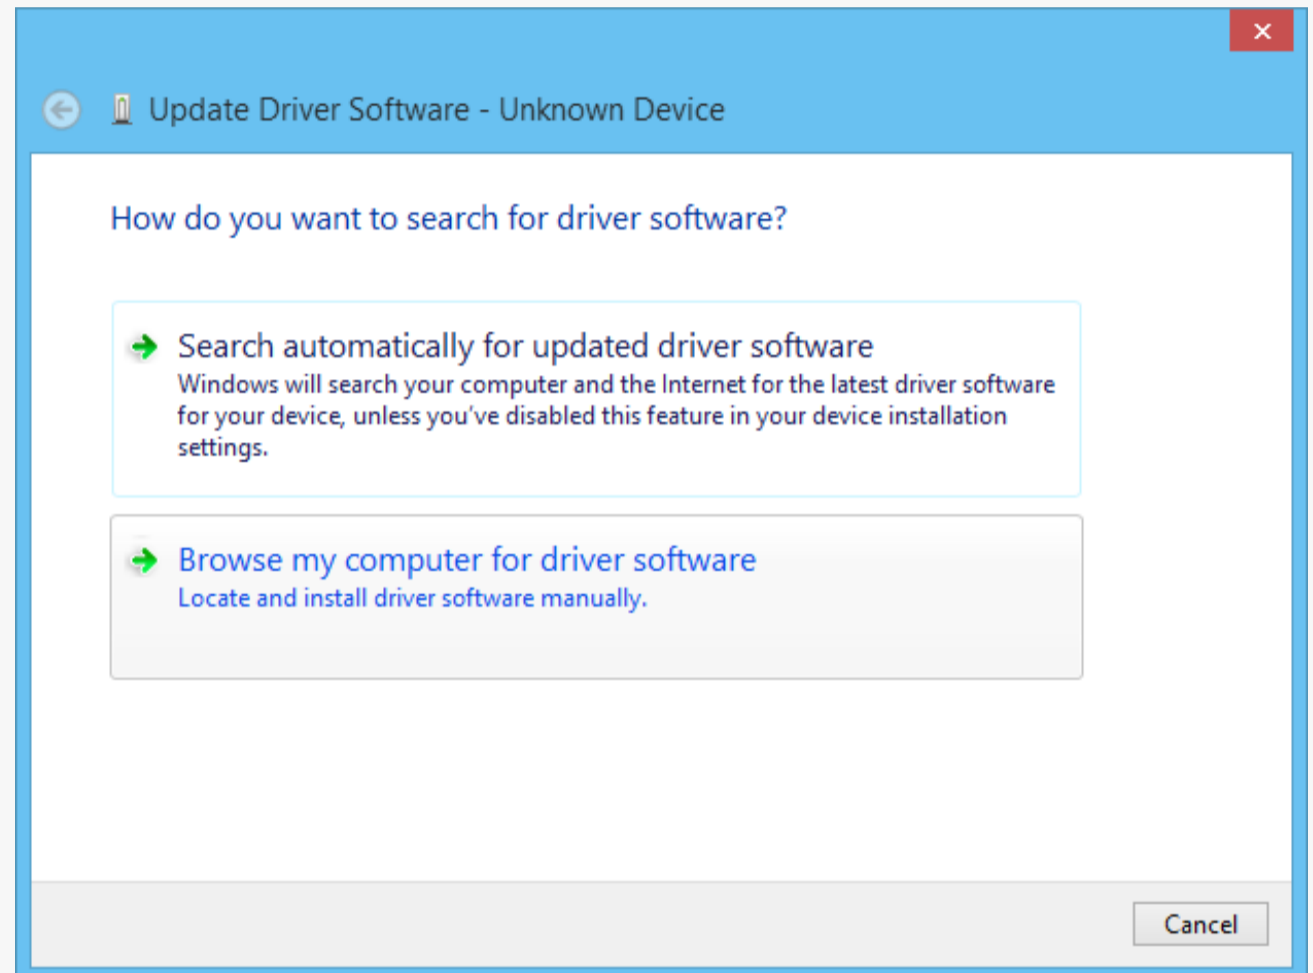 Update Driver Software - Unknown Device
How do you want to search for driver software?
Search automatically for updated driver software
Windows will search your computer and the Internet for the latest driver software
for your device, unless you've disabled this feature in your device installation
settings.
Browse my computer for driver software
Locate and install driver software manually.
Cancel